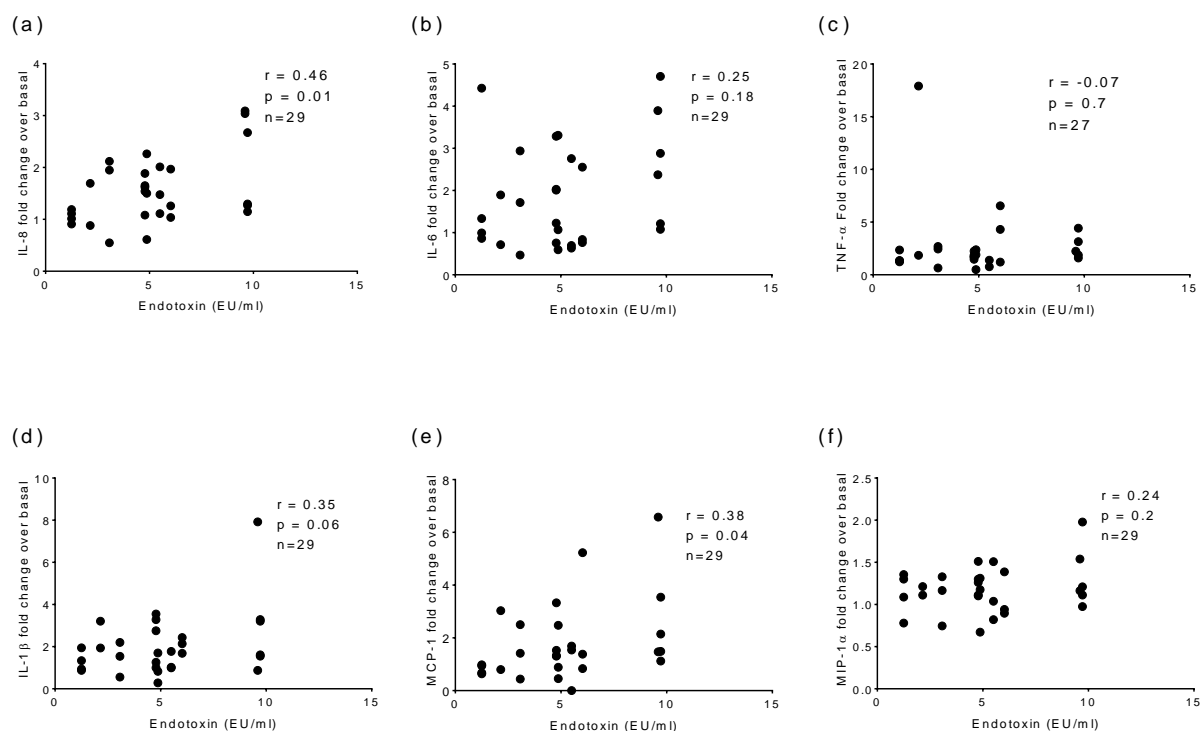 (a)
IL-8 fold change over basal
4
3
2
1
0
0 5 10 15
Endotoxin (EU/ml)
r = 0.46
p = 0.01
n=29
(b)
IL-6 fold change over basal
5
4
3
2
1
0
0 5 10 15
Endotoxin (EU/ml)
r = 0.25
p = 0.18
n=29
(c)
TNF-α Fold change over basal
20
15
10
5
0
0 5 10 15
Endotoxin (EU/ml)
r = -0.07
p = 0.7
n=27
(d)
IL-1β fold change over basal
10
8
6
4
2
0
0 5 10 15
Endotoxin (EU/ml)
r = 0.35
p = 0.06
n=29
(e)
MCP-1 fold change over basal
8
6
4
2
0
0 5 10 15
Endotoxin (EU/ml)
r = 0.38
p = 0.04
n=29
(f)
MIP-1α fold change over basal
2.5
2.0
1.5
1.0
0.5
0.0
0 5 10 15
Endotoxin (EU/ml)
r = 0.24
p = 0.2
n=29